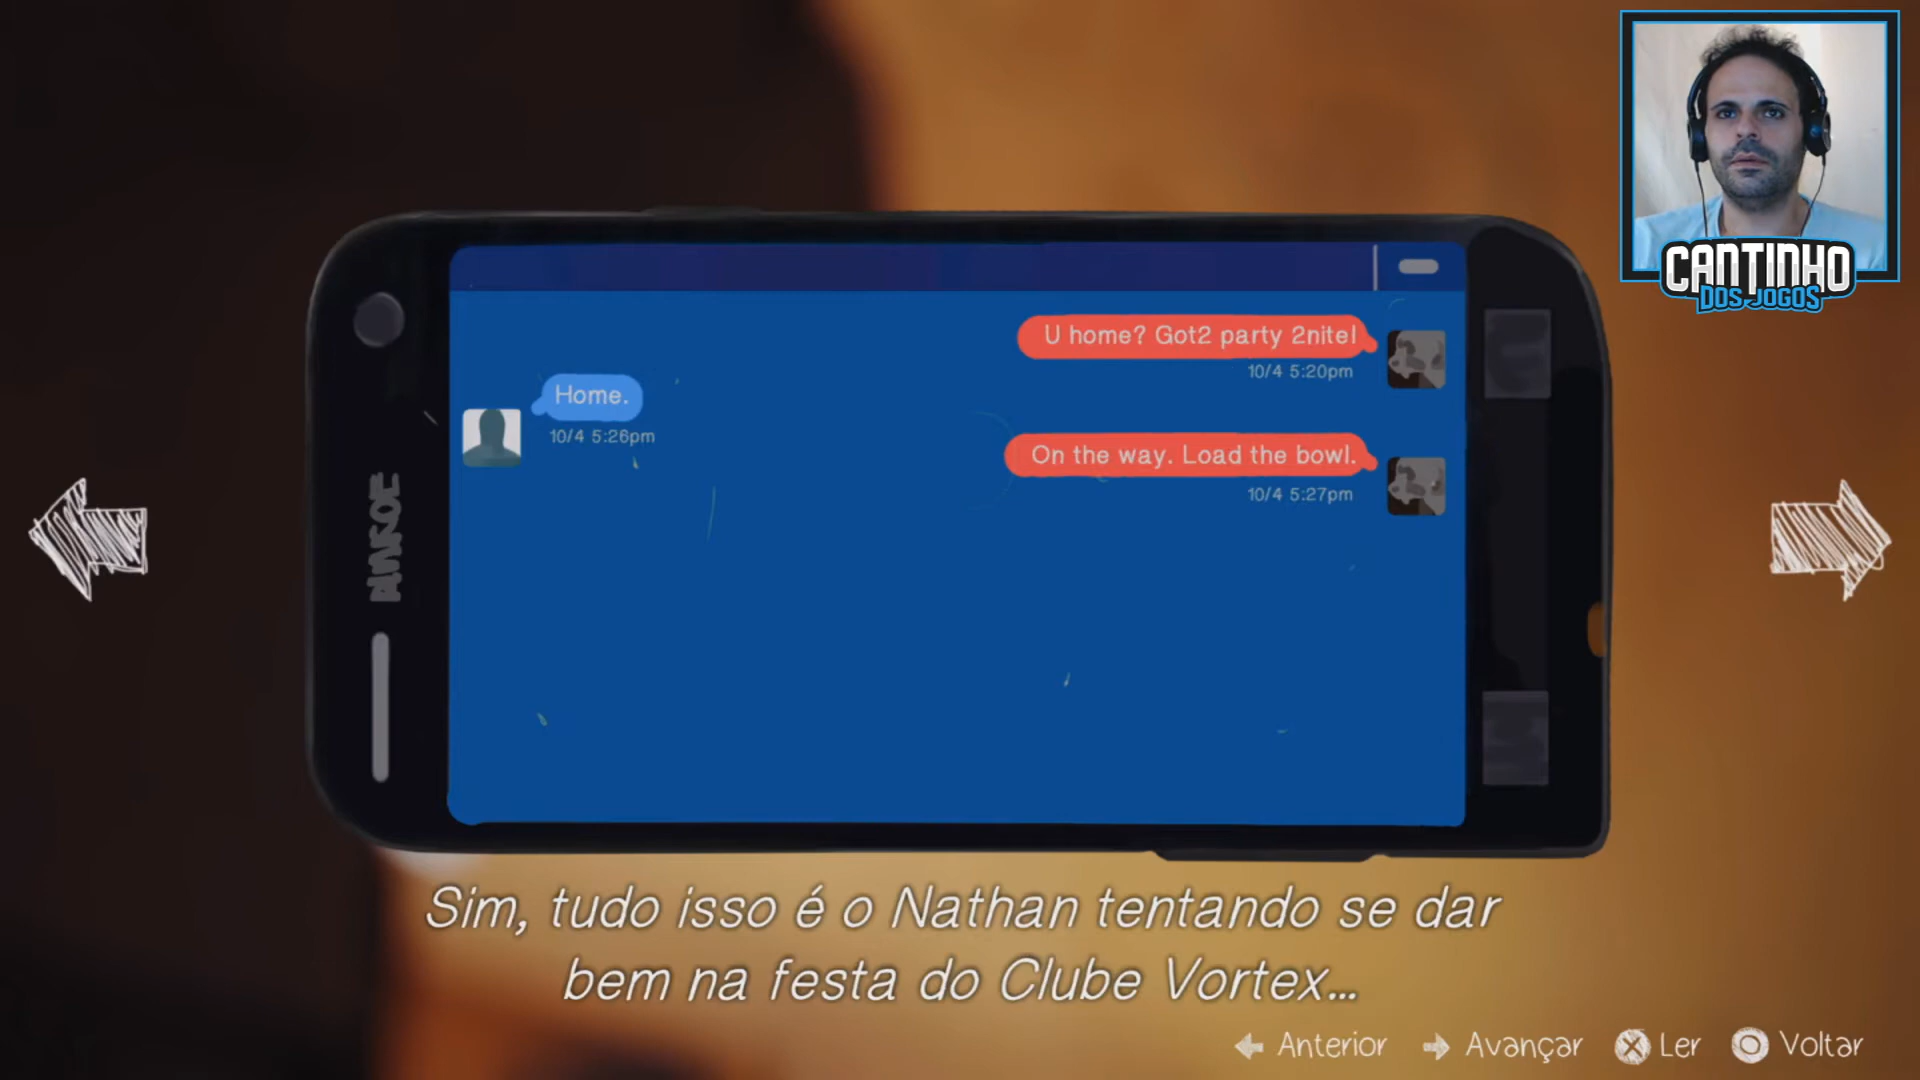 CANTINHO
DOS JOGOS
U home? Got2 party 2nite!
10/4 5:20pm
Home.
10/4 5:26pm
On the way. Load the bowl.
10/4 5:27pm
Sim, tudo isso é o Nathan tentando se dar
bem na festa do Clube Vortex...
Anterior
Avançar
Ler
Voltar